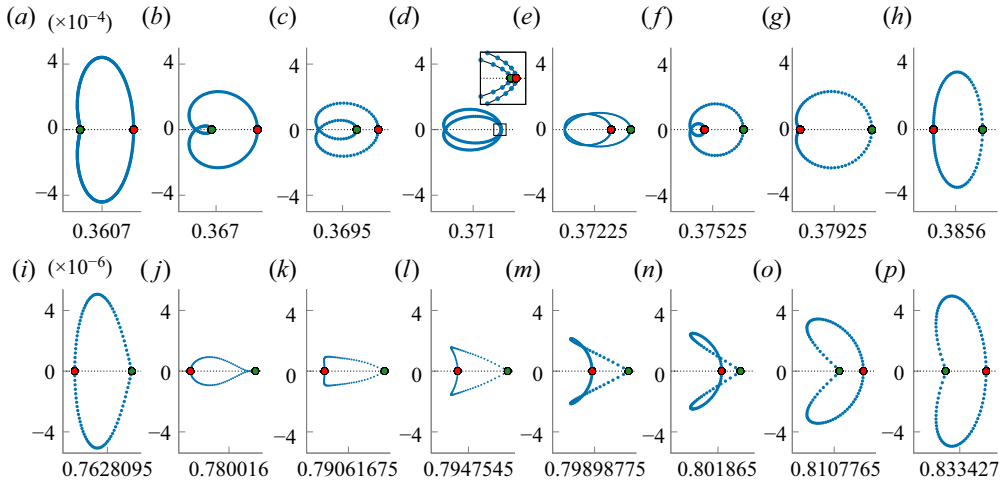 (a) (×10⁻⁴) (b) (c) (d) (e) (f) (g) (h)
4 4 4 4 4 4 4 4
0 0 0 0 0 0 0 0
−4 −4 −4 −4 −4 −4 −4 −4
0.3607 0.367 0.3695 0.371 0.37225 0.37525 0.37925 0.3856
(i) (×10⁻⁶) (j) (k) (l) (m) (n) (o) (p)
4 4 4 4 4 4 4 4
0 0 0 0 0 0 0 0
−4 −4 −4 −4 −4 −4 −4 −4
0.7628095 0.780016 0.79061675 0.7947545 0.79898775 0.801865 0.8107765 0.833427